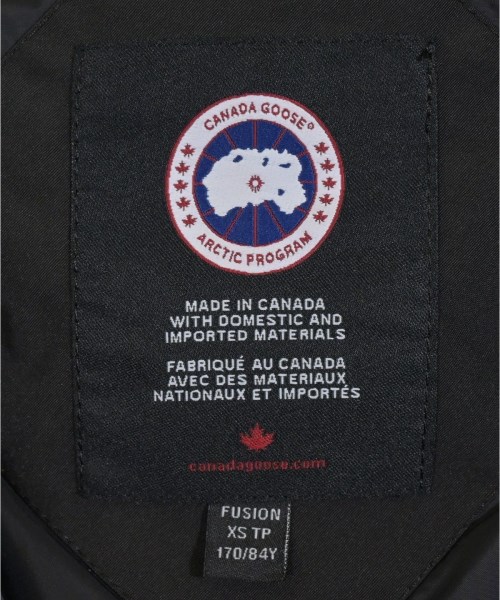 CANADA GOOSE®
ARCTIC PROGRAM
MADE IN CANADA
WITH DOMESTIC AND
IMPORTED MATERIALS
FABRIQUÉ AU CANADA
AVEC DES MATERIAUX
NATIONAUX ET IMPORTÉS
canadagoose.com
FUSION
XS TP
170/84Y